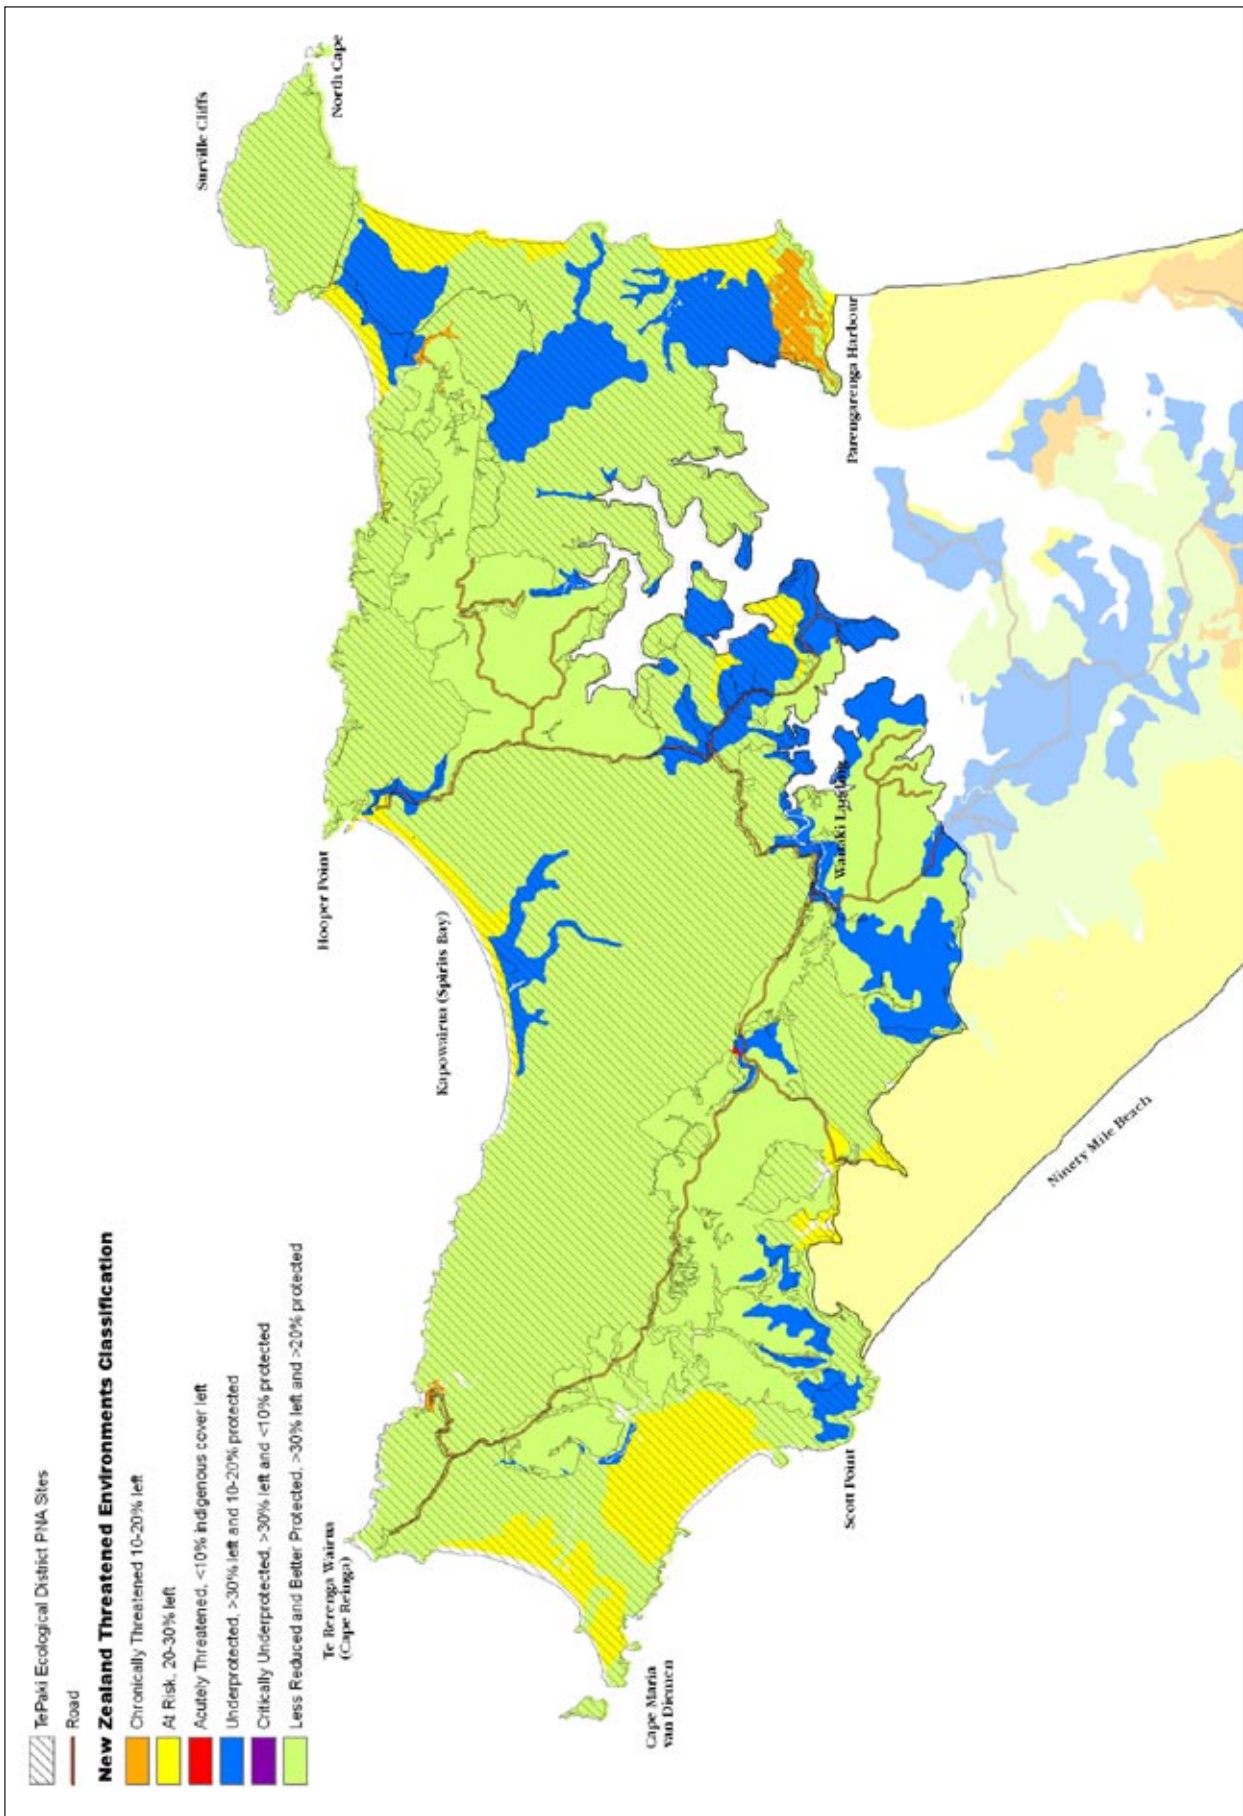 TePaki Ecological District PNA Sites
Road
New Zealand Threatened Environments Classification
Chronically Threatened 10-20% left
At Risk, 20-30% left
Acutely Threatened, <10% indigenous cover left
Underprotected, >30% left and 10-20% protected
Critically Underprotected, >30% left and <10% protected
Less Reduced and Better Protected, >30% left and >20% protected
Te Rerenga Wairua
(Cape Reinga)
Cape Maria
van Diemen
Scott Point
Ninety Mile Beach
Kapowairua (Spirits Bay)
Hooper Point
Waitiki Landing
Parengarenga Harbour
Surville Cliffs
North Cape